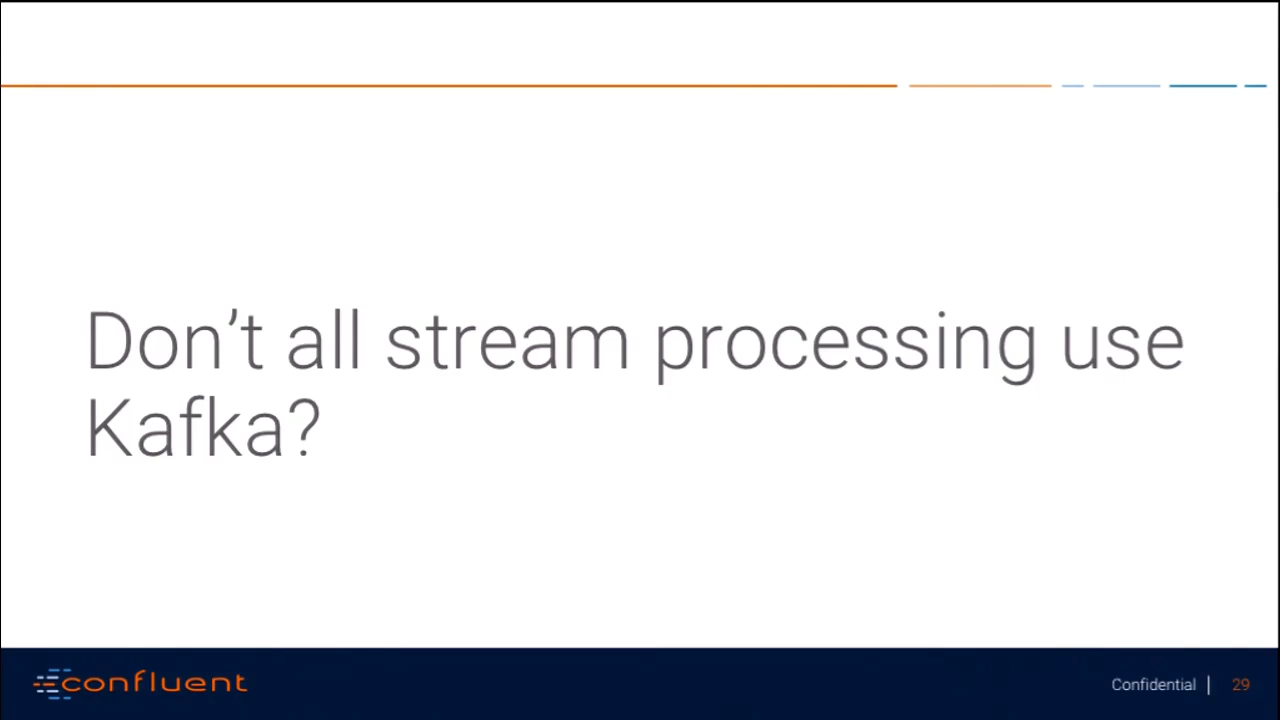 Don’t all stream processing use
Kafka?
confluent
Confidential | 29